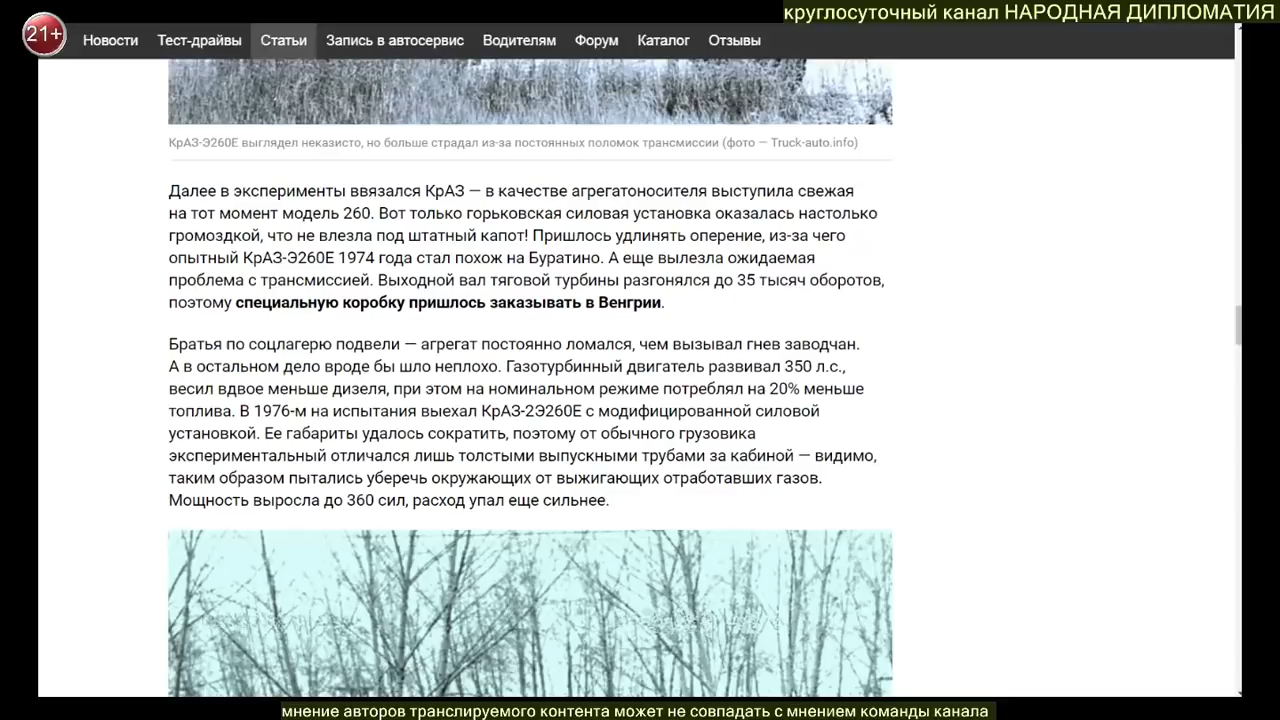 круглосуточный канал НАРОДНАЯ ДИПЛОМАТИЯ
21+
Новости Тест-драйвы Статьи Запись в автосервис Водителям Форум Каталог Отзывы
КрАЗ-Э260Е выглядел неказисто, но больше страдал из-за постоянных поломок трансмиссии (фото — Truck-auto.info)
Далее в эксперименты ввязался КрАЗ — в качестве агрегатоносителя выступила свежая
на тот момент модель 260. Вот только горьковская силовая установка оказалась настолько
громоздкой, что не влезла под штатный капот! Пришлось удлинять оперение, из-за чего
опытный КрАЗ-Э260Е 1974 года стал похож на Буратино. А еще вылезла ожидаемая
проблема с трансмиссией. Выходной вал тяговой турбины разгонялся до 35 тысяч оборотов,
поэтому специальную коробку пришлось заказывать в Венгрии.
Братья по соцлагерю подвели — агрегат постоянно ломался, чем вызывал гнев заводчан.
А в остальном дело вроде бы шло неплохо. Газотурбинный двигатель развивал 350 л.с.,
весил вдвое меньше дизеля, при этом на номинальном режиме потреблял на 20% меньше
топлива. В 1976-м на испытания выехал КрАЗ-2Э260Е с модифицированной силовой
установкой. Ее габариты удалось сократить, поэтому от обычного грузовика
экспериментальный отличался лишь толстыми выпускными трубами за кабиной — видимо,
таким образом пытались уберечь окружающих от выжигающих отработавших газов.
Мощность выросла до 360 сил, расход упал еще сильнее.
мнение авторов транслируемого контента может не совпадать с мнением команды канала